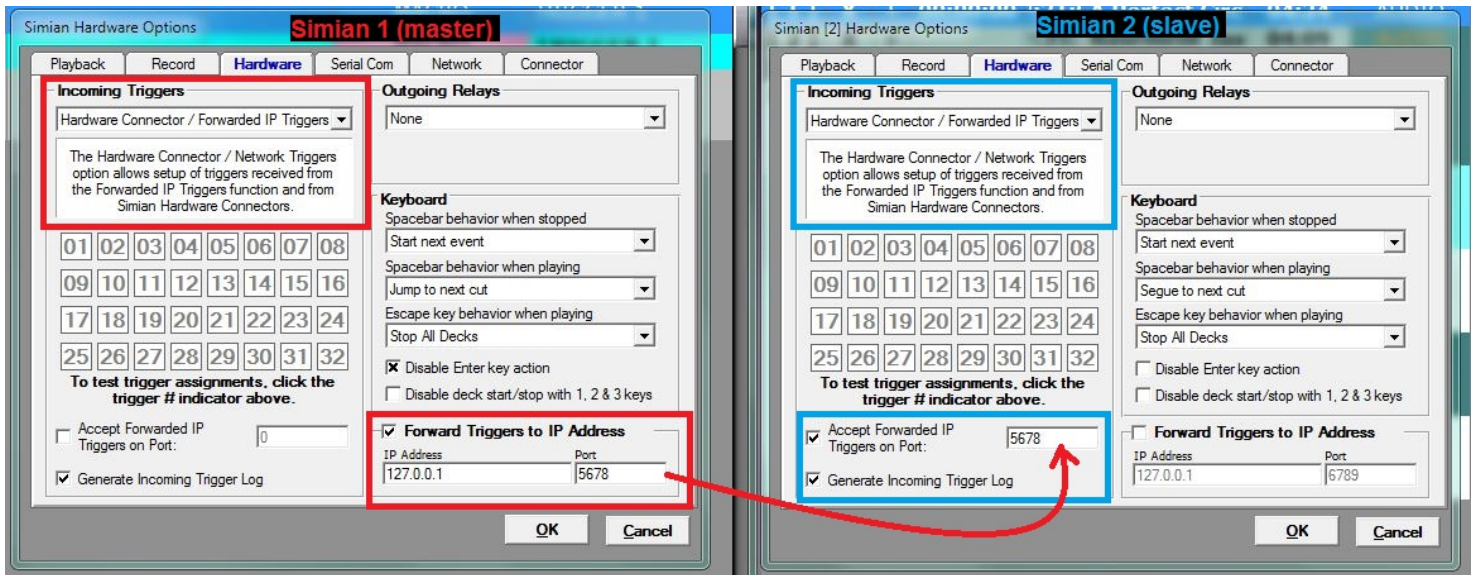 Simian Hardware Options
Simian 1 (master)
Playback Record Hardware Serial Com Network Connector
Incoming Triggers
Hardware Connector / Forwarded IP Triggers
The Hardware Connector / Network Triggers
option allows setup of triggers received from
the Forwarded IP Triggers function and from
Simian Hardware Connectors.
01 02 03 04 05 06 07 08
09 10 11 12 13 14 15 16
17 18 19 20 21 22 23 24
25 26 27 28 29 30 31 32
To test trigger assignments, click the
trigger # indicator above.
Accept Forwarded IP
Triggers on Port:
0
Generate Incoming Trigger Log
Outgoing Relays
None
Keyboard
Spacebar behavior when stopped
Start next event
Spacebar behavior when playing
Jump to next cut
Escape key behavior when playing
Stop All Decks
Disable Enter key action
Disable deck start/stop with 1, 2 & 3 keys
Forward Triggers to IP Address
IP Address Port
127.0.0.1 5678
OK Cancel
Simian [2] Hardware Options
Simian 2 (slave)
Playback Record Hardware Serial Com Network Connector
Incoming Triggers
Hardware Connector / Forwarded IP Triggers
The Hardware Connector / Network Triggers
option allows setup of triggers received from
the Forwarded IP Triggers function and from
Simian Hardware Connectors.
01 02 03 04 05 06 07 08
09 10 11 12 13 14 15 16
17 18 19 20 21 22 23 24
25 26 27 28 29 30 31 32
To test trigger assignments, click the
trigger # indicator above.
Accept Forwarded IP
Triggers on Port:
5678
Generate Incoming Trigger Log
Outgoing Relays
None
Keyboard
Spacebar behavior when stopped
Start next event
Spacebar behavior when playing
Segue to next cut
Escape key behavior when playing
Stop All Decks
Disable Enter key action
Disable deck start/stop with 1, 2 & 3 keys
Forward Triggers to IP Address
IP Address Port
127.0.0.1 6789
OK Cancel